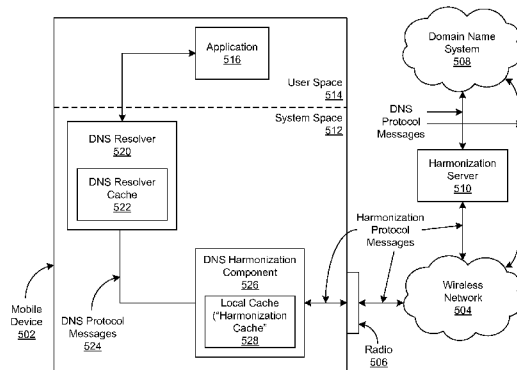 Application
516
User Space
514
System Space
512
DNS Resolver
520
DNS Resolver
Cache
522
DNS Harmonization
Component
526
Local Cache
("Harmonization
Cache"
528
Mobile
Device
502
DNS Protocol
Messages
524
Domain Name
System
508
DNS
Protocol
Messages
Harmonization
Server
510
Harmonization
Protocol
Messages
Wireless
Network
504
Radio
506